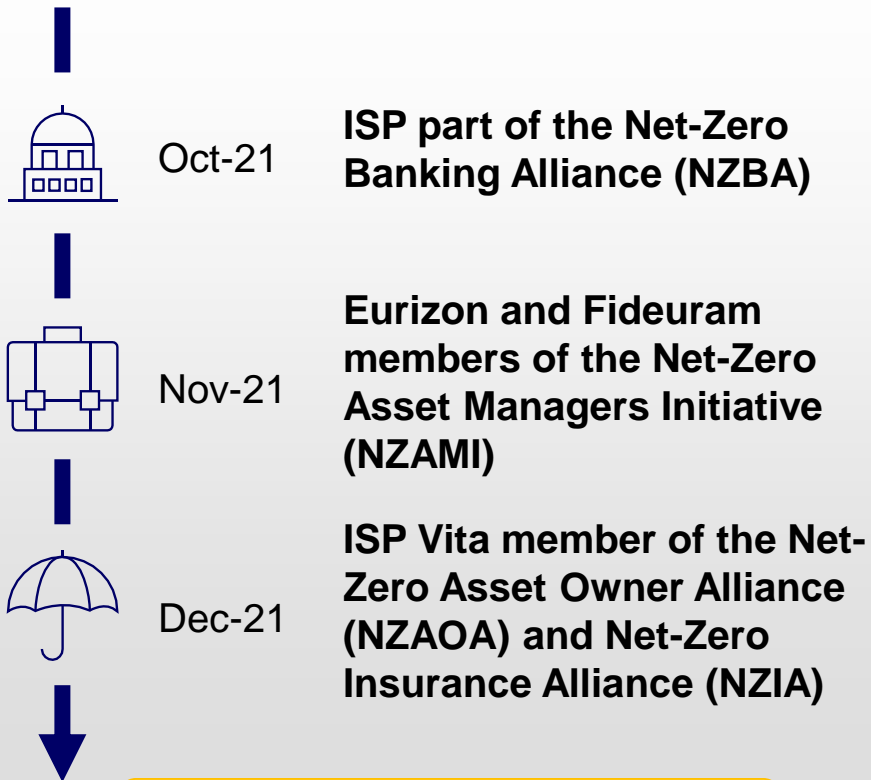 Oct-21
ISP part of the Net-Zero
Banking Alliance (NZBA)
Nov-21
Eurizon and Fideuram
members of the Net-Zero
Asset Managers Initiative
(NZAMI)
Dec-21
ISP Vita member of the Net-
Zero Asset Owner Alliance
(NZAOA) and Net-Zero
Insurance Alliance (NZIA)